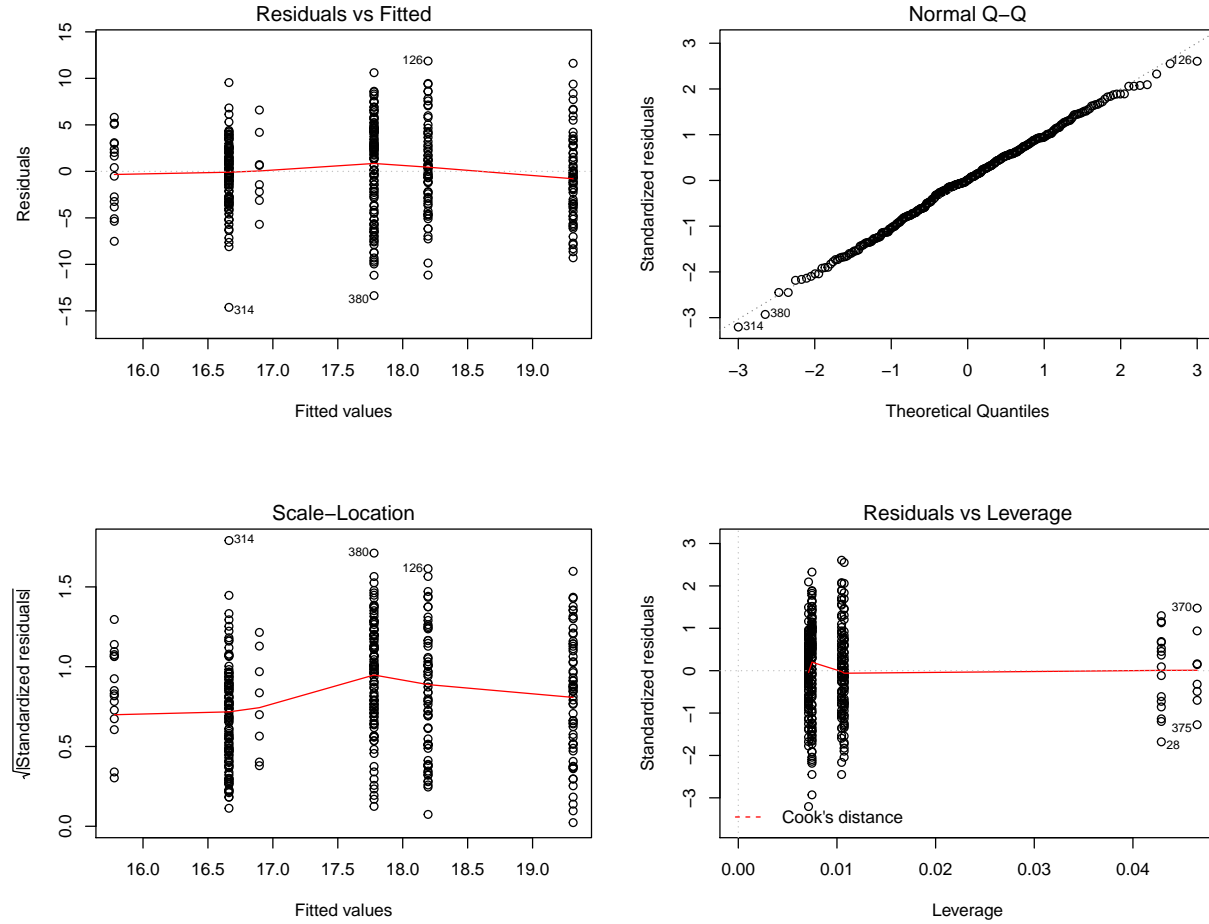 Residuals vs Fitted
Residuals
15
10
5
0
−5
−10
−15
126
380
314
16.0 16.5 17.0 17.5 18.0 18.5 19.0
Fitted values
Normal Q−Q
Standardized residuals
3
2
1
0
−1
−2
−3
126
380
314
−3 −2 −1 0 1 2 3
Theoretical Quantiles
Scale−Location
√|Standardized residuals|
1.5
1.0
0.5
0.0
314
380
126
16.0 16.5 17.0 17.5 18.0 18.5 19.0
Fitted values
Residuals vs Leverage
Standardized residuals
3
2
1
0
−1
−2
−3
370
375
28
Cook's distance
0.00 0.01 0.02 0.03 0.04
Leverage